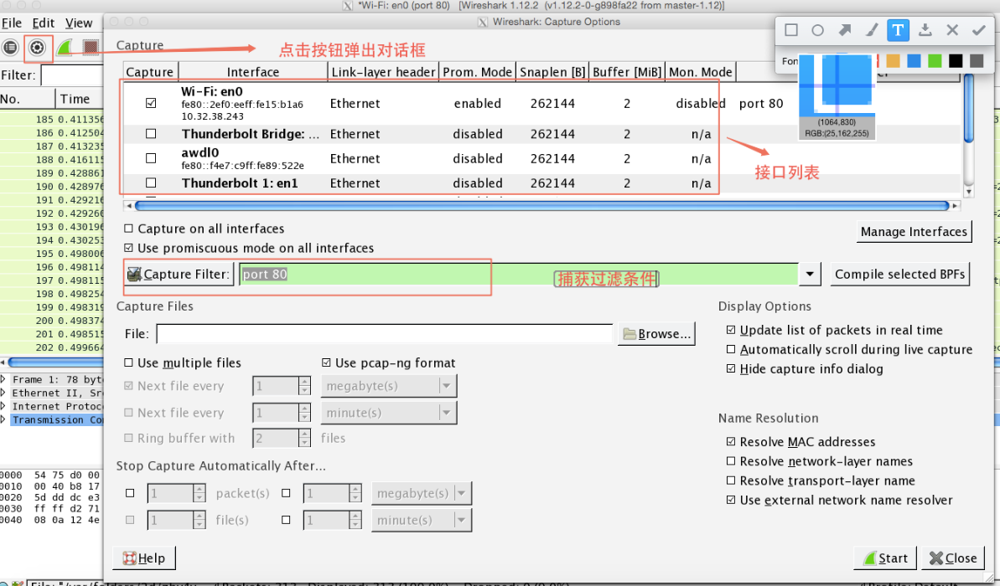 *Wi-Fi: en0 (port 80) [Wireshark 1.12.2 (v1.12.2-0-g898fa22 from master-1.12)]
File Edit View
Wireshark: Capture Options
T
点击按钮弹出对话框
Filter:
No. Time
185 0.411356
186 0.412504
187 0.413235
188 0.416115
189 0.428861
190 0.428976
191 0.429216
192 0.429260
193 0.430196
194 0.430253
195 0.498006
196 0.498114
197 0.498115
198 0.498254
199 0.498319
200 0.498374
201 0.498515
202 0.499664
Frame 1: 78 byt
Ethernet II, Src
Internet Protoc
Transmission Con
0000 54 75 d0 00
0010 00 40 b8 17
0020 5d dd dc e3
0030 ff ff d2 71
0040 08 0a 12 4e
Capture
Capture Interface Link-layer header Prom. Mode Snaplen [B] Buffer [MiB] Mon. Mode
Wi-Fi: en0
fe80::2ef0:eeff:fe15:b1a6
10.32.38.243
Ethernet enabled 262144 2 disabled port 80
Thunderbolt Bridge: ... Ethernet disabled 262144 2 n/a
awdl0
fe80::f4e7:c9ff:fe89:522e
Ethernet disabled 262144 2 n/a
Thunderbolt 1: en1 Ethernet disabled 262144 2 n/a
(1064,830)
RGB:(25,162,255)
接口列表
Capture on all interfaces
Use promiscuous mode on all interfaces
Manage Interfaces
Capture Filter: port 80
捕获过滤条件
Compile selected BPFs
Capture Files
File:
Browse...
Use multiple files
Use pcap-ng format
Next file every 1 megabyte(s)
Next file every 1 minute(s)
Ring buffer with 2 files
Stop Capture Automatically After...
1 packet(s) 1 megabyte(s)
1 file(s) 1 minute(s)
Display Options
Update list of packets in real time
Automatically scroll during live capture
Hide capture info dialog
Name Resolution
Resolve MAC addresses
Resolve network-layer names
Resolve transport-layer name
Use external network name resolver
Help
Start
Close